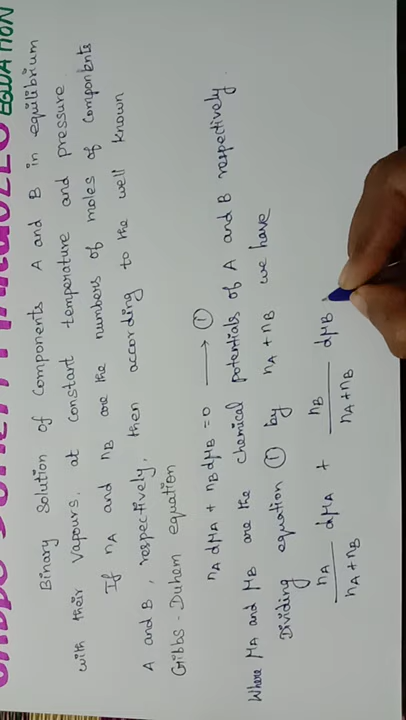 EQUATION
Binary Solution of Components A and B in equilibrium
with their Vapours, at constant temperature and pressure.
If nA and nB are the numbers of moles of Components
A and B, respectively, then according to the well known
Gibbs-Duhem equation
nA dμA + nB dμB = 0 ⟶ ①
Where μA and μB are the chemical potentials of A and B respectively.
Dividing equation ① by nA + nB we have
nA/(nA + nB) dμA + nB/(nA + nB) dμB